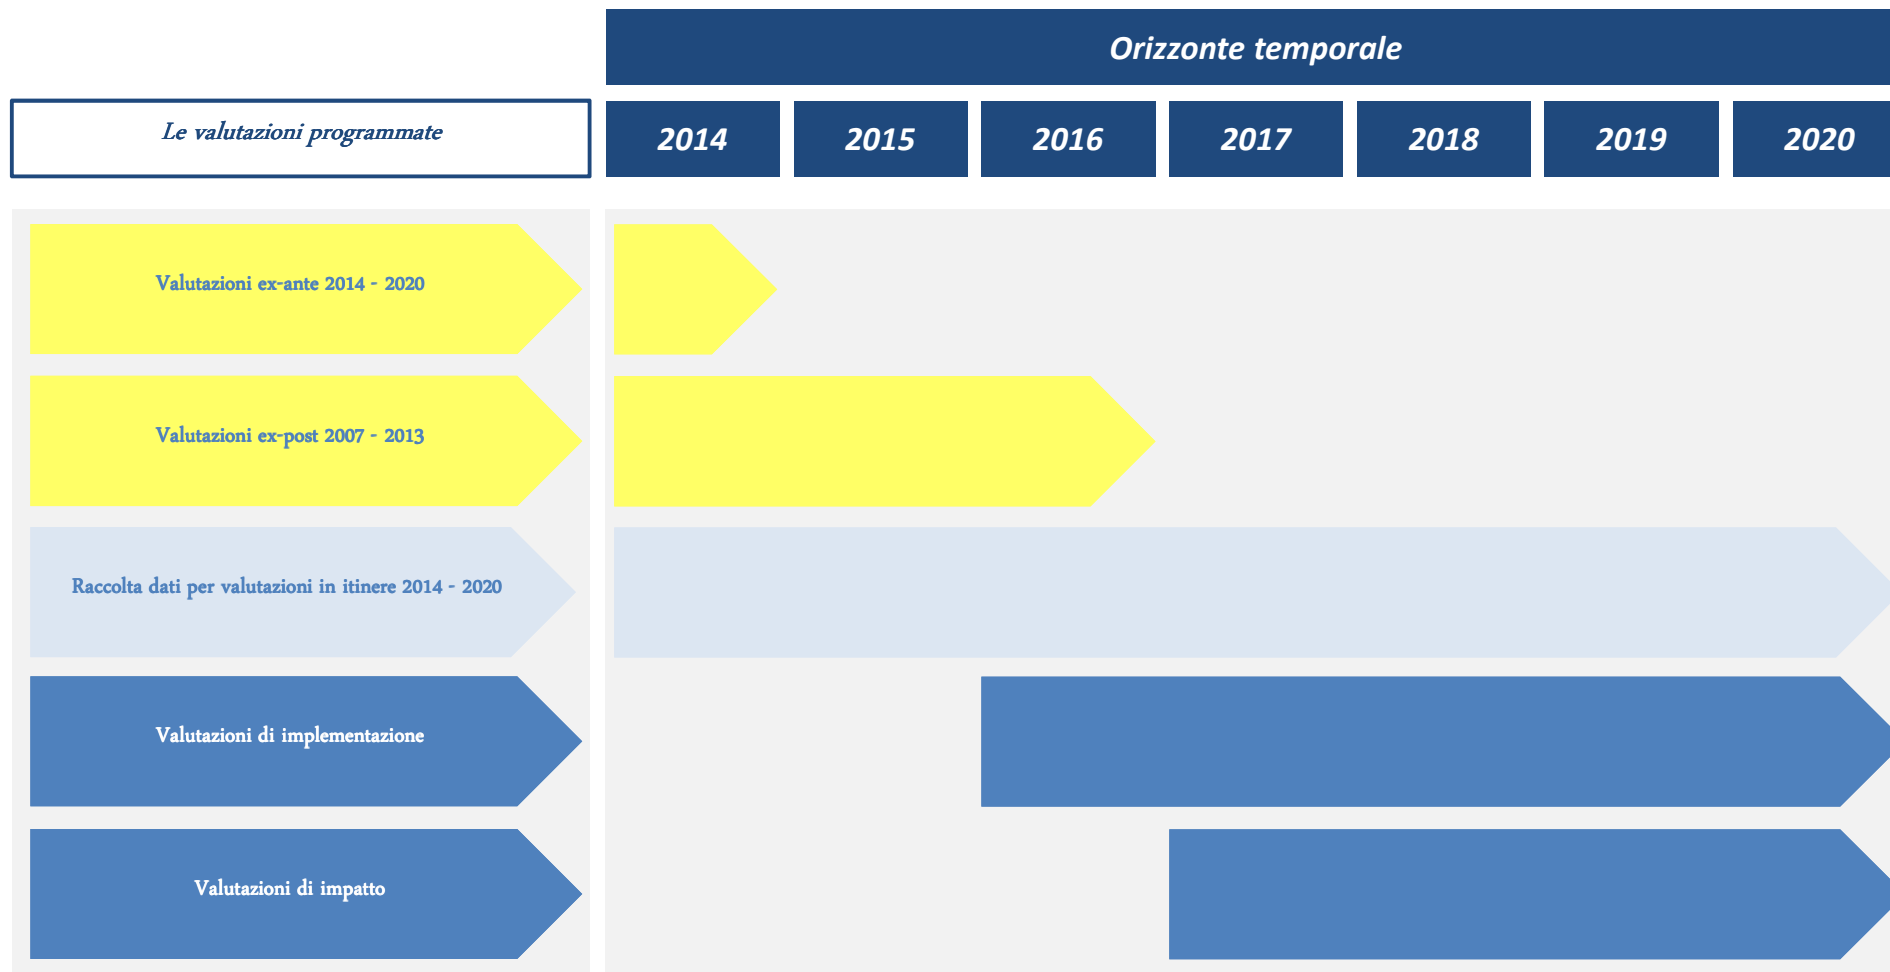 Orizzonte temporale
Le valutazioni programmate
2014 2015 2016 2017 2018 2019 2020
Valutazioni ex-ante 2014 - 2020
Valutazioni ex-post 2007 - 2013
Raccolta dati per valutazioni in itinere 2014 - 2020
Valutazioni di implementazione
Valutazioni di impatto